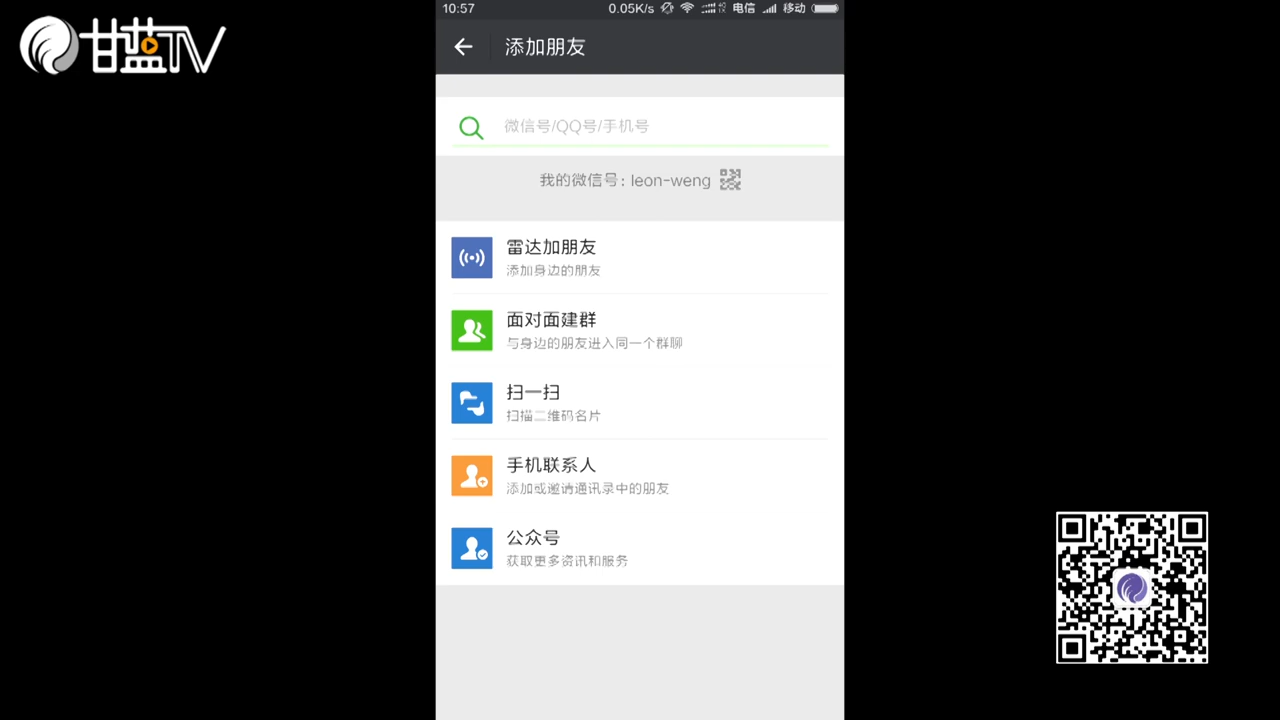 甘蓝TV
10:57
0.05K/s
电信
移动
添加朋友
微信号/QQ号/手机号
我的微信号: leon-weng
雷达加朋友
添加身边的朋友
面对面建群
与身边的朋友进入同一个群聊
扫一扫
扫描二维码名片
手机联系人
添加或邀请通讯录中的朋友
公众号
获取更多资讯和服务